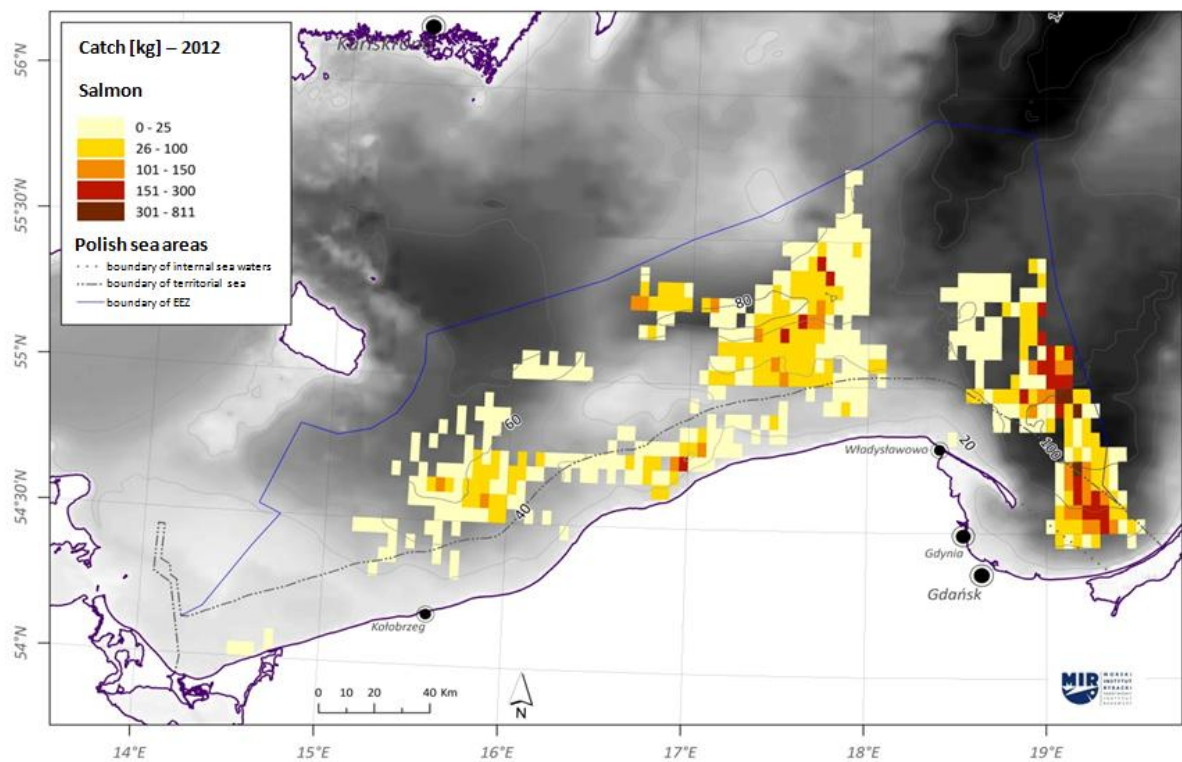 Catch [kg] – 2012
Salmon
0 - 25
26 - 100
101 - 150
151 - 300
301 - 811
Polish sea areas
boundary of internal sea waters
boundary of territorial sea
boundary of EEZ
56°N
55°30'N
55°N
54°30'N
54°N
80
60
40
20
100
Władysławowo
Gdynia
Gdańsk
Kołobrzeg
0 10 20 40 Km
N
MIR
MORSKI
INSTYTUT
RYBACKI
14°E 15°E 16°E 17°E 18°E 19°E